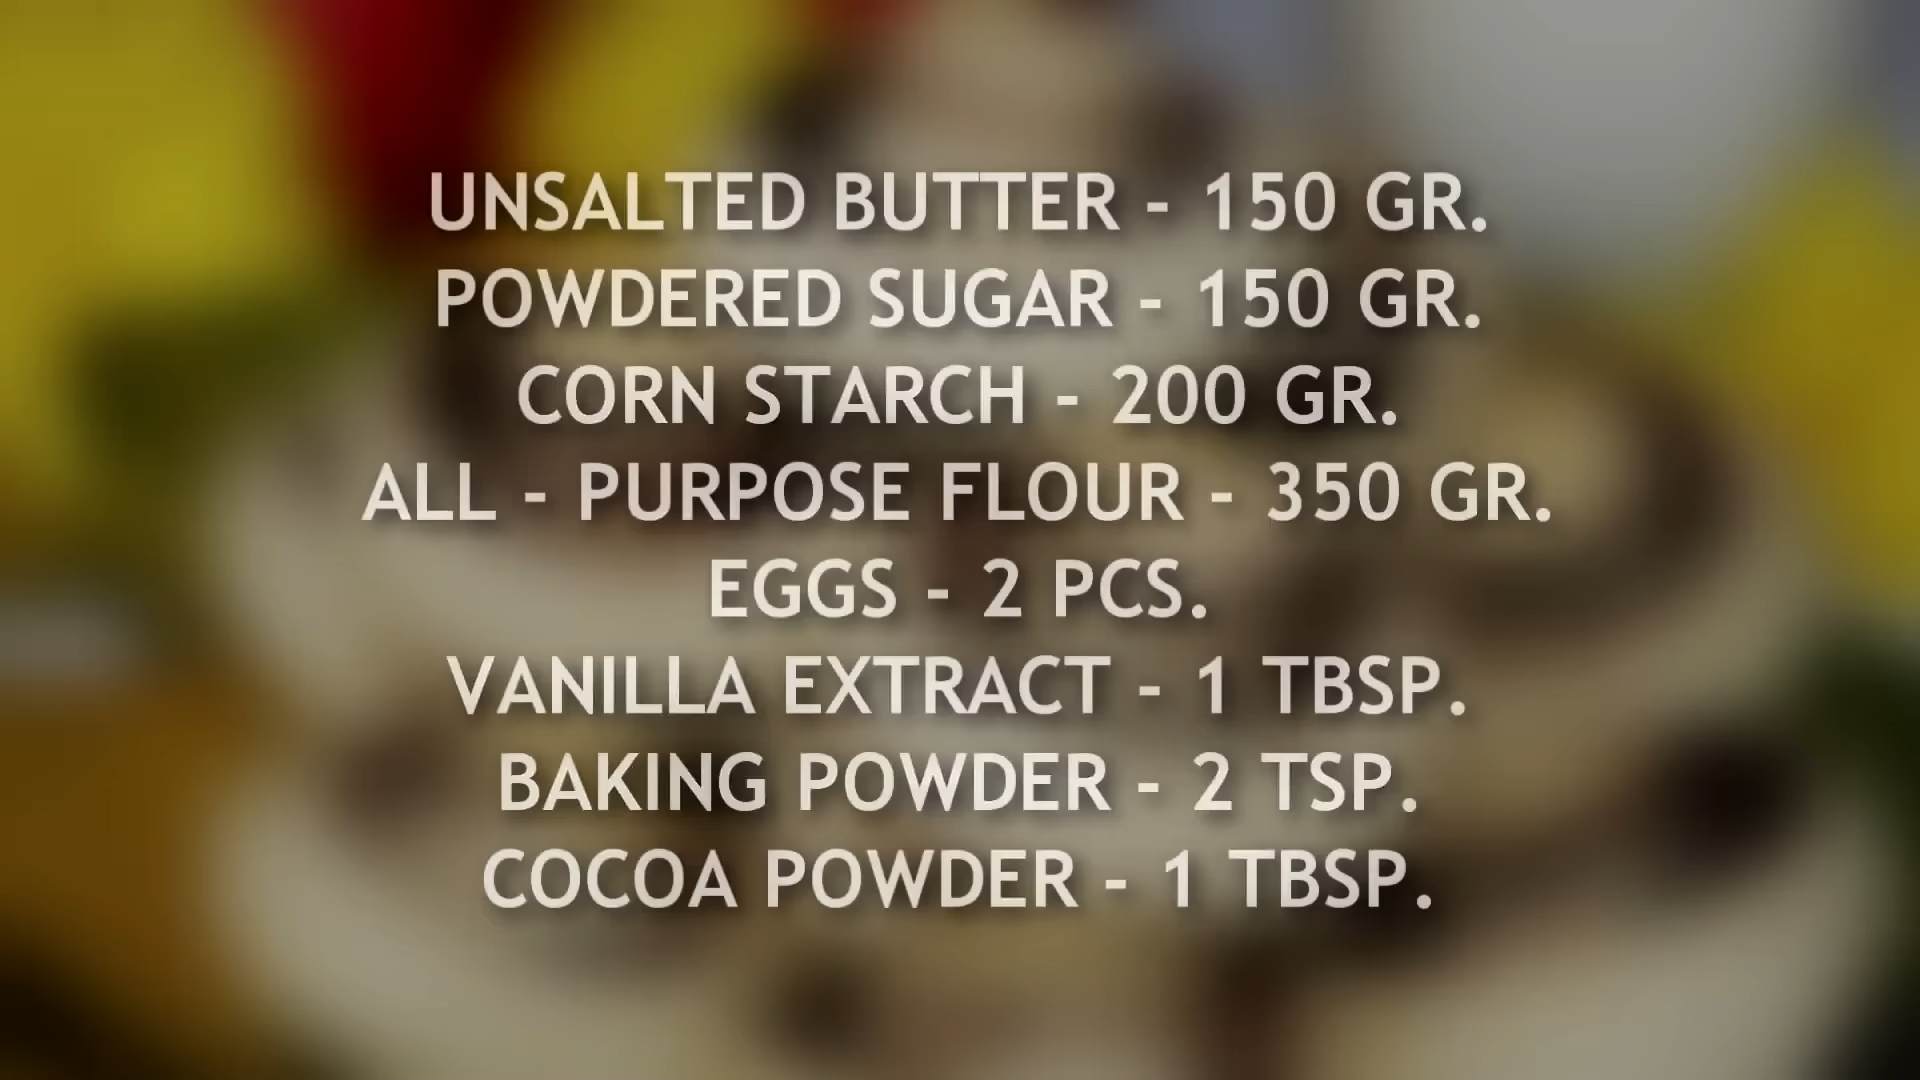 UNSALTED BUTTER - 150 GR.
POWDERED SUGAR - 150 GR.
CORN STARCH - 200 GR.
ALL - PURPOSE FLOUR - 350 GR.
EGGS - 2 PCS.
VANILLA EXTRACT - 1 TBSP.
BAKING POWDER - 2 TSP.
COCOA POWDER - 1 TBSP.